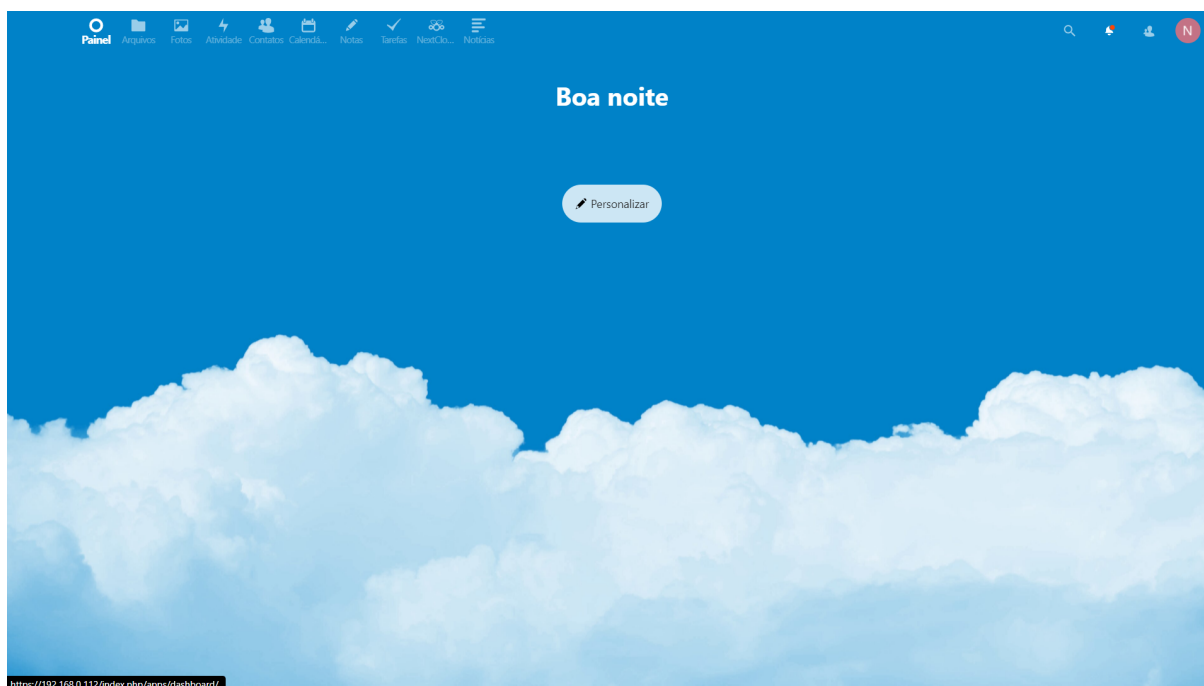 Painel Arquivos Fotos Atividade Contatos Calendá... Notas Tarefas NextClo... Notícias
N
Boa noite
Personalizar
https://192.168.0.112/index.php/apps/dashboard/